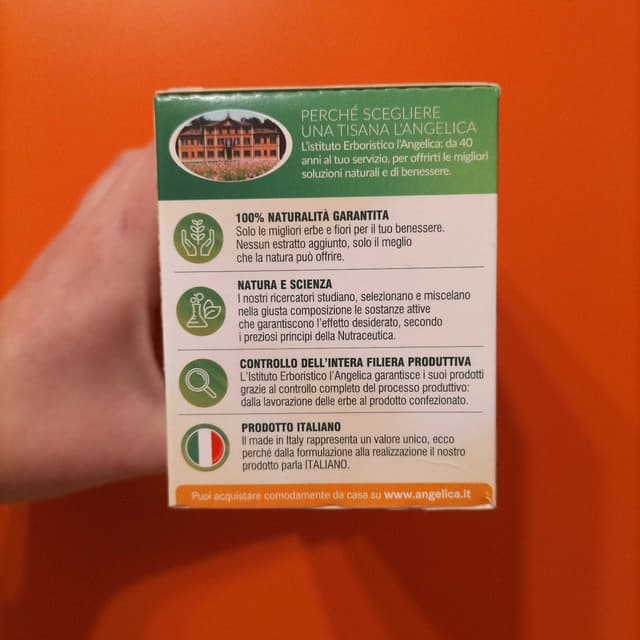 PERCHÉ SCEGLIERE
UNA TISANA L'ANGELICA
L'istituto Erboristico l'Angelica: da 40
anni al tuo servizio, per offrirti le migliori
soluzioni naturali e di benessere.
100% NATURALITÀ GARANTITA
Solo le migliori erbe e fiori per il tuo benessere.
Nessun estratto aggiunto, solo il meglio
che la natura può offrire.
NATURA E SCIENZA
I nostri ricercatori studiano, selezionano e miscelano
nella giusta composizione le sostanze attive
che garantiscono l'effetto desiderato, secondo
i preziosi principi della Nutraceutica.
CONTROLLO DELL'INTERA FILIERA PRODUTTIVA
L'Istituto Erboristico l'Angelica garantisce i suoi prodotti
grazie al controllo completo del processo produttivo:
dalla lavorazione delle erbe al prodotto confezionato.
PRODOTTO ITALIANO
Il made in Italy rappresenta un valore unico, ecco
perché dalla formulazione alla realizzazione il nostro
prodotto parla ITALIANO.
Puoi acquistare comodamente da casa su www.angelica.it